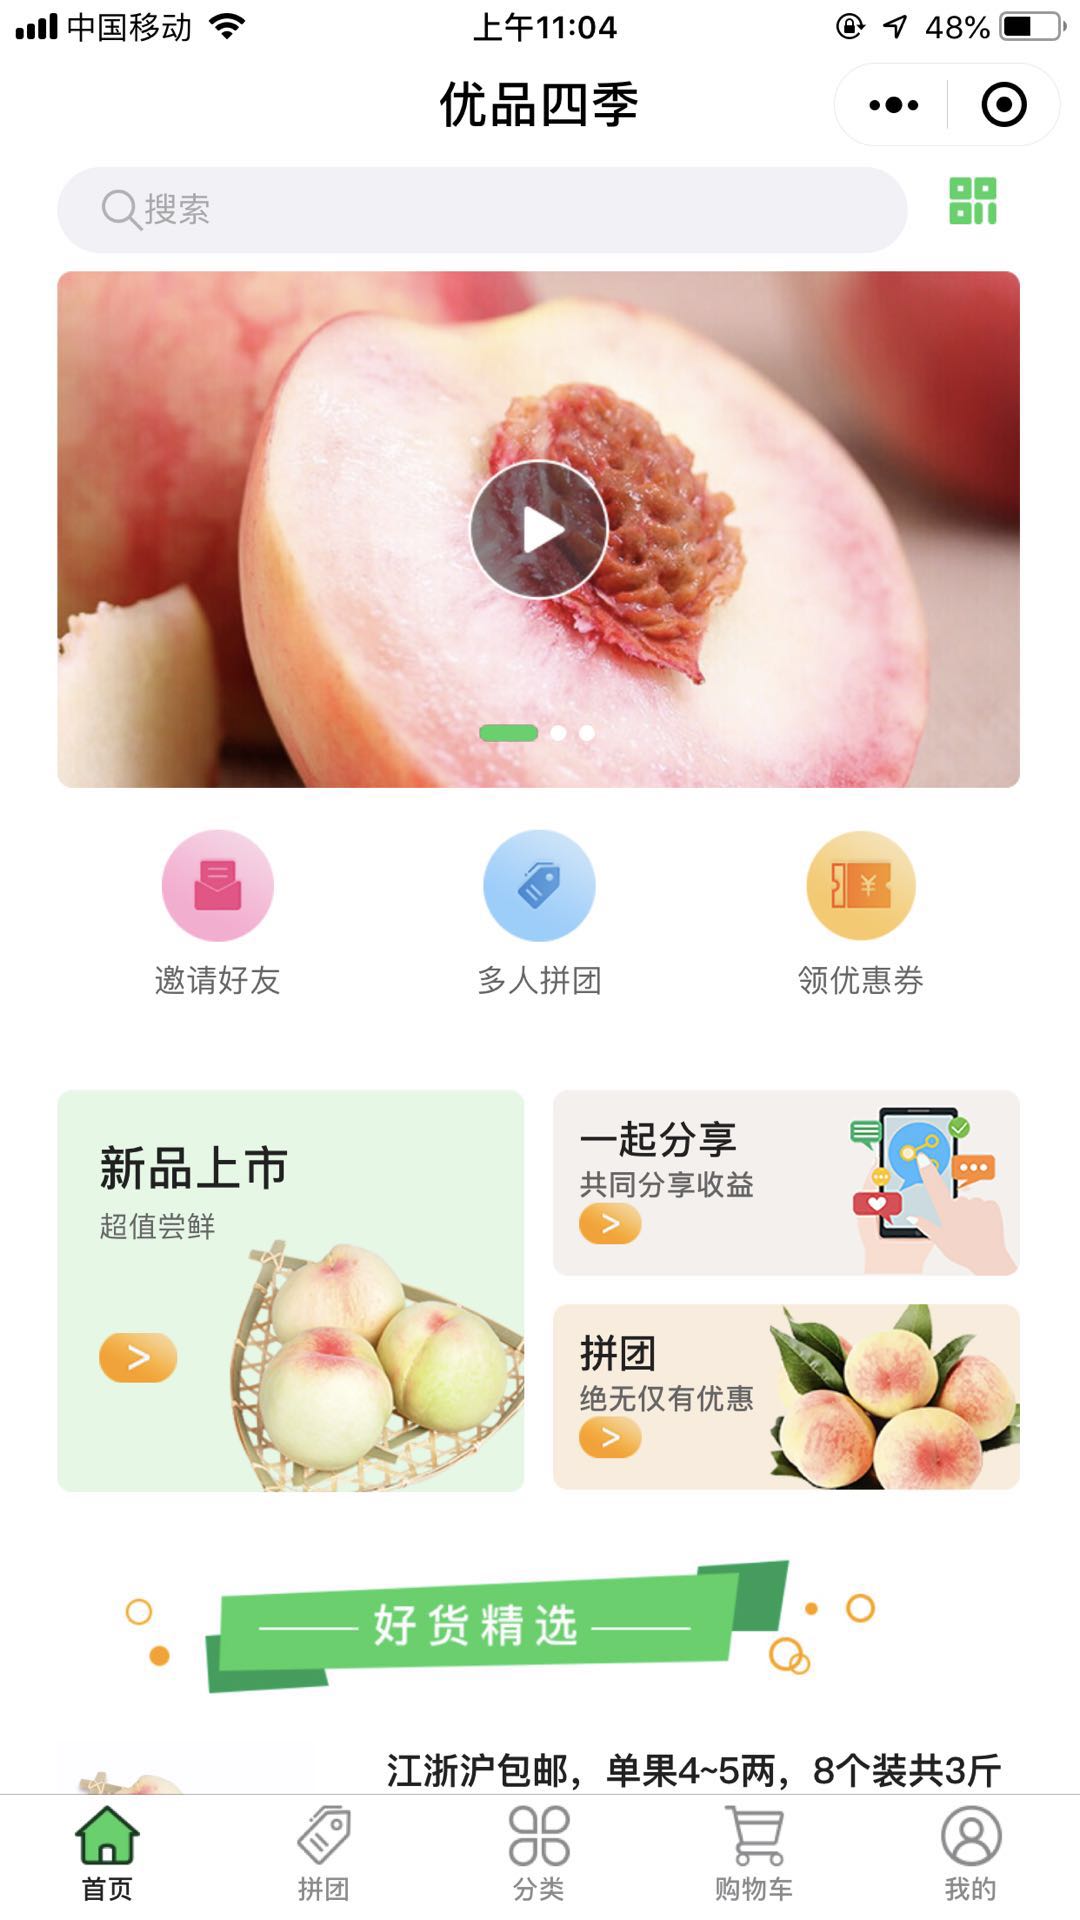 中国移动 上午11:04 48%
优品四季
搜索
邀请好友 多人拼团 领优惠券
新品上市
超值尝鲜
>
一起分享
共同分享收益
>
拼团
绝无仅有优惠
>
好货精选
江浙沪包邮，单果4~5两，8个装共3斤
首页 拼团 分类 购物车 我的